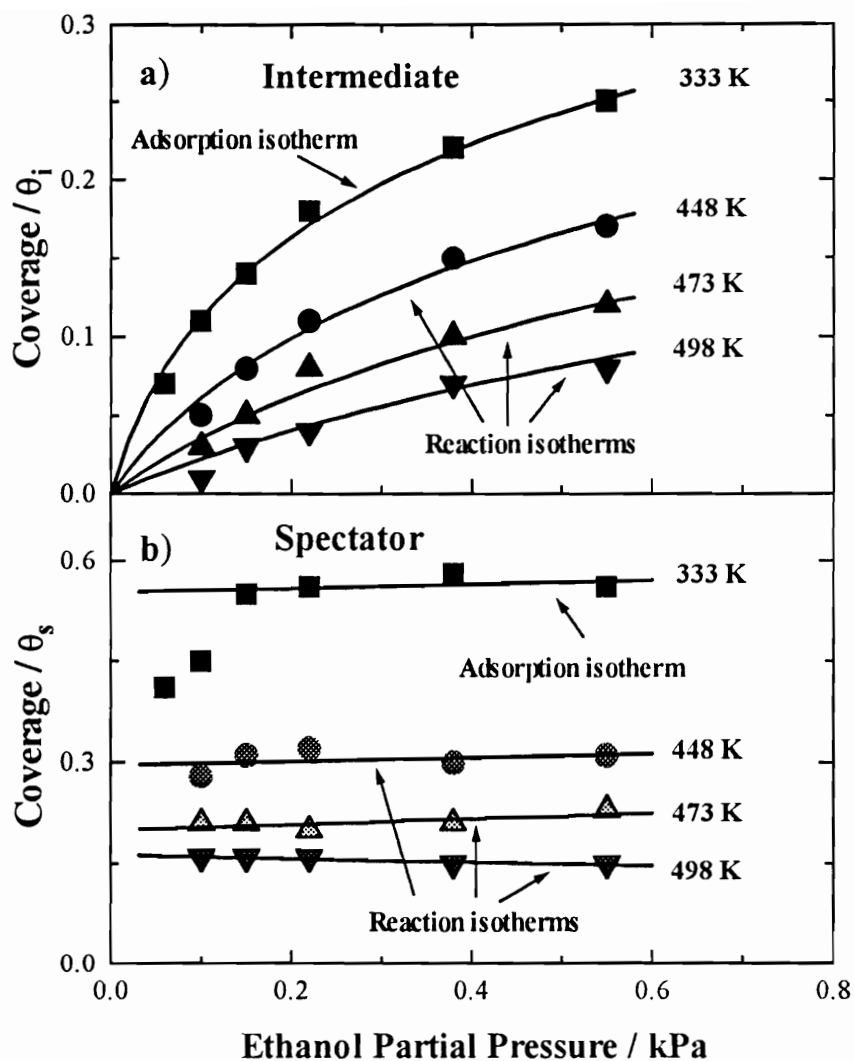 0.3
a)
Intermediate
333 K
Adsorption isotherm
0.2
448 K
Coverage / θi
473 K
0.1
498 K
Reaction isotherms
0.0
b)
Spectator
0.6
333 K
Adsorption isotherm
Coverage / θs
448 K
0.3
473 K
498 K
Reaction isotherms
0.0
0.0 0.2 0.4 0.6 0.8
Ethanol Partial Pressure / kPa